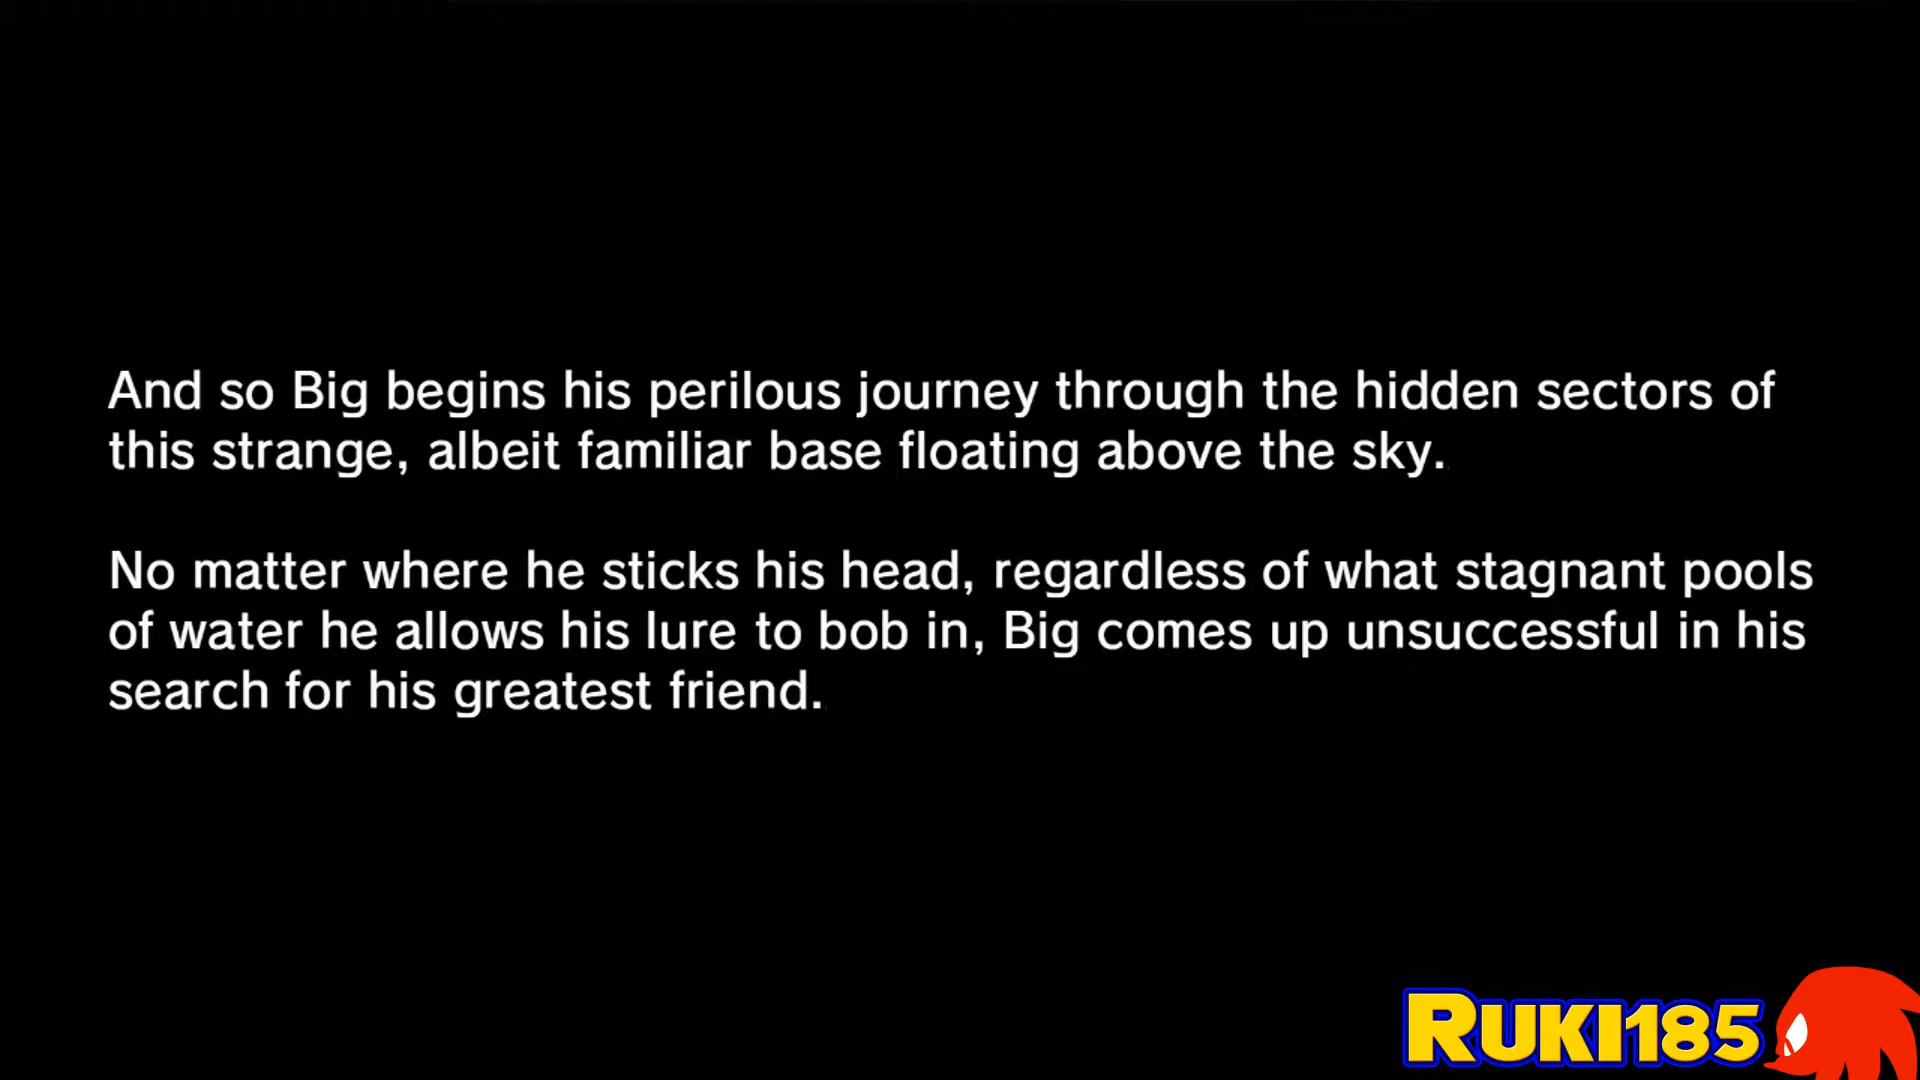 And so Big begins his perilous journey through the hidden sectors of
this strange, albeit familiar base floating above the sky.
No matter where he sticks his head, regardless of what stagnant pools
of water he allows his lure to bob in, Big comes up unsuccessful in his
search for his greatest friend.
RUKI185